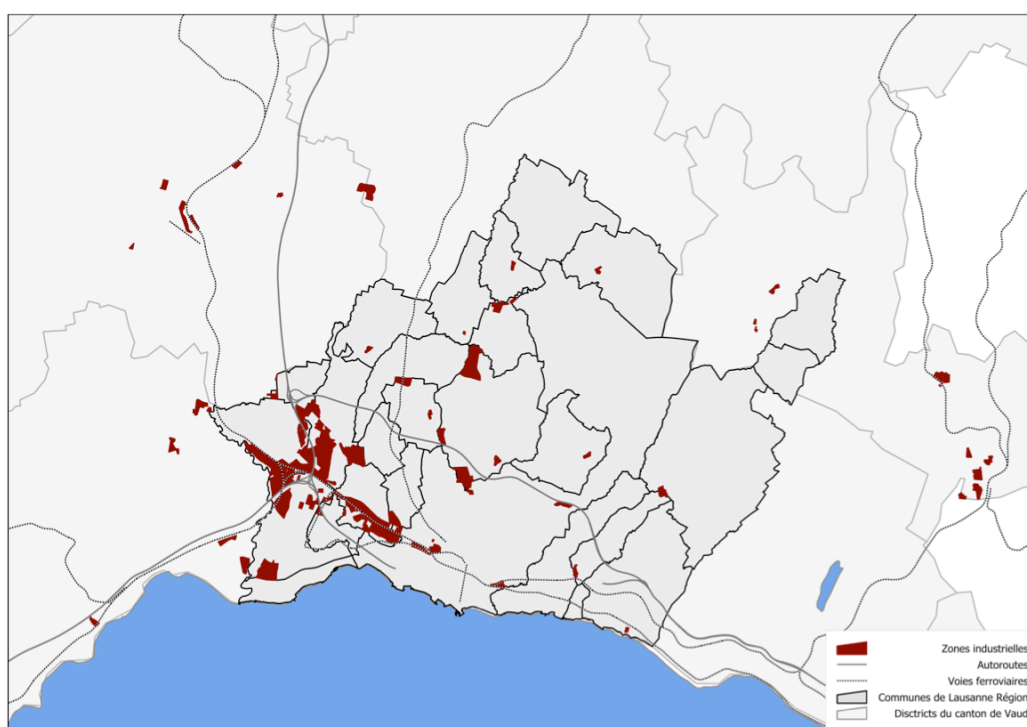 Zones industrielles
Autoroutes
Voies ferroviaires
Communes de Lausanne Région
Disctricts du canton de Vaud